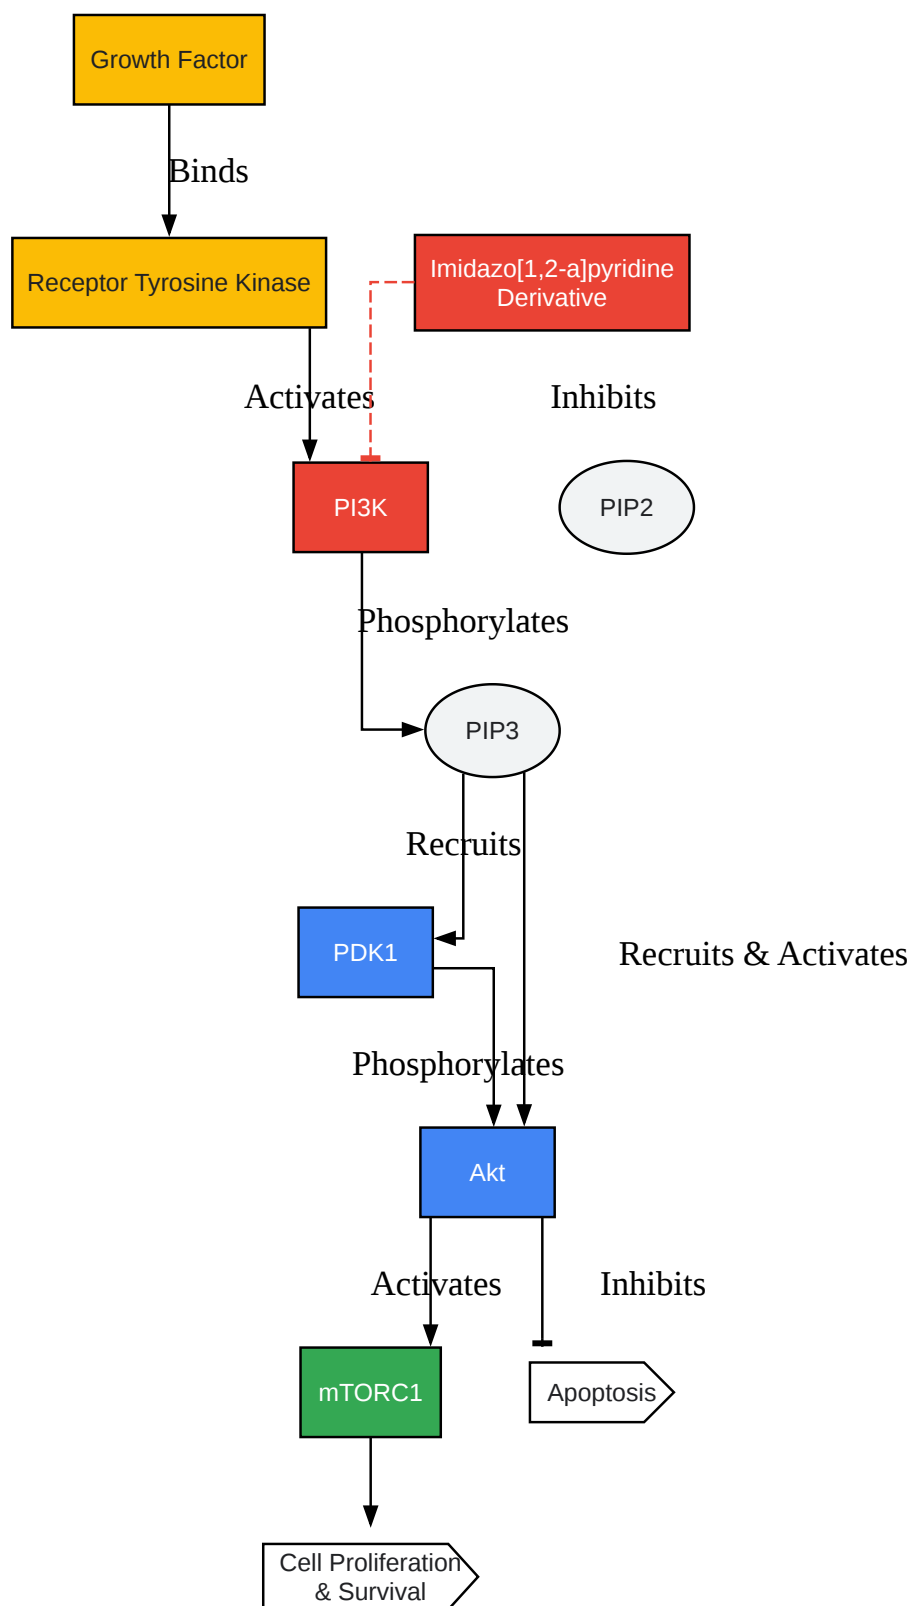 Growth Factor
Binds
Receptor Tyrosine Kinase
Imidazo[1,2-a]pyridine
Derivative
Activates
Inhibits
PI3K
PIP2
Phosphorylates
PIP3
Recruits
PDK1
Recruits & Activates
Phosphorylates
Akt
Activates
Inhibits
mTORC1
Apoptosis
Cell Proliferation
& Survival